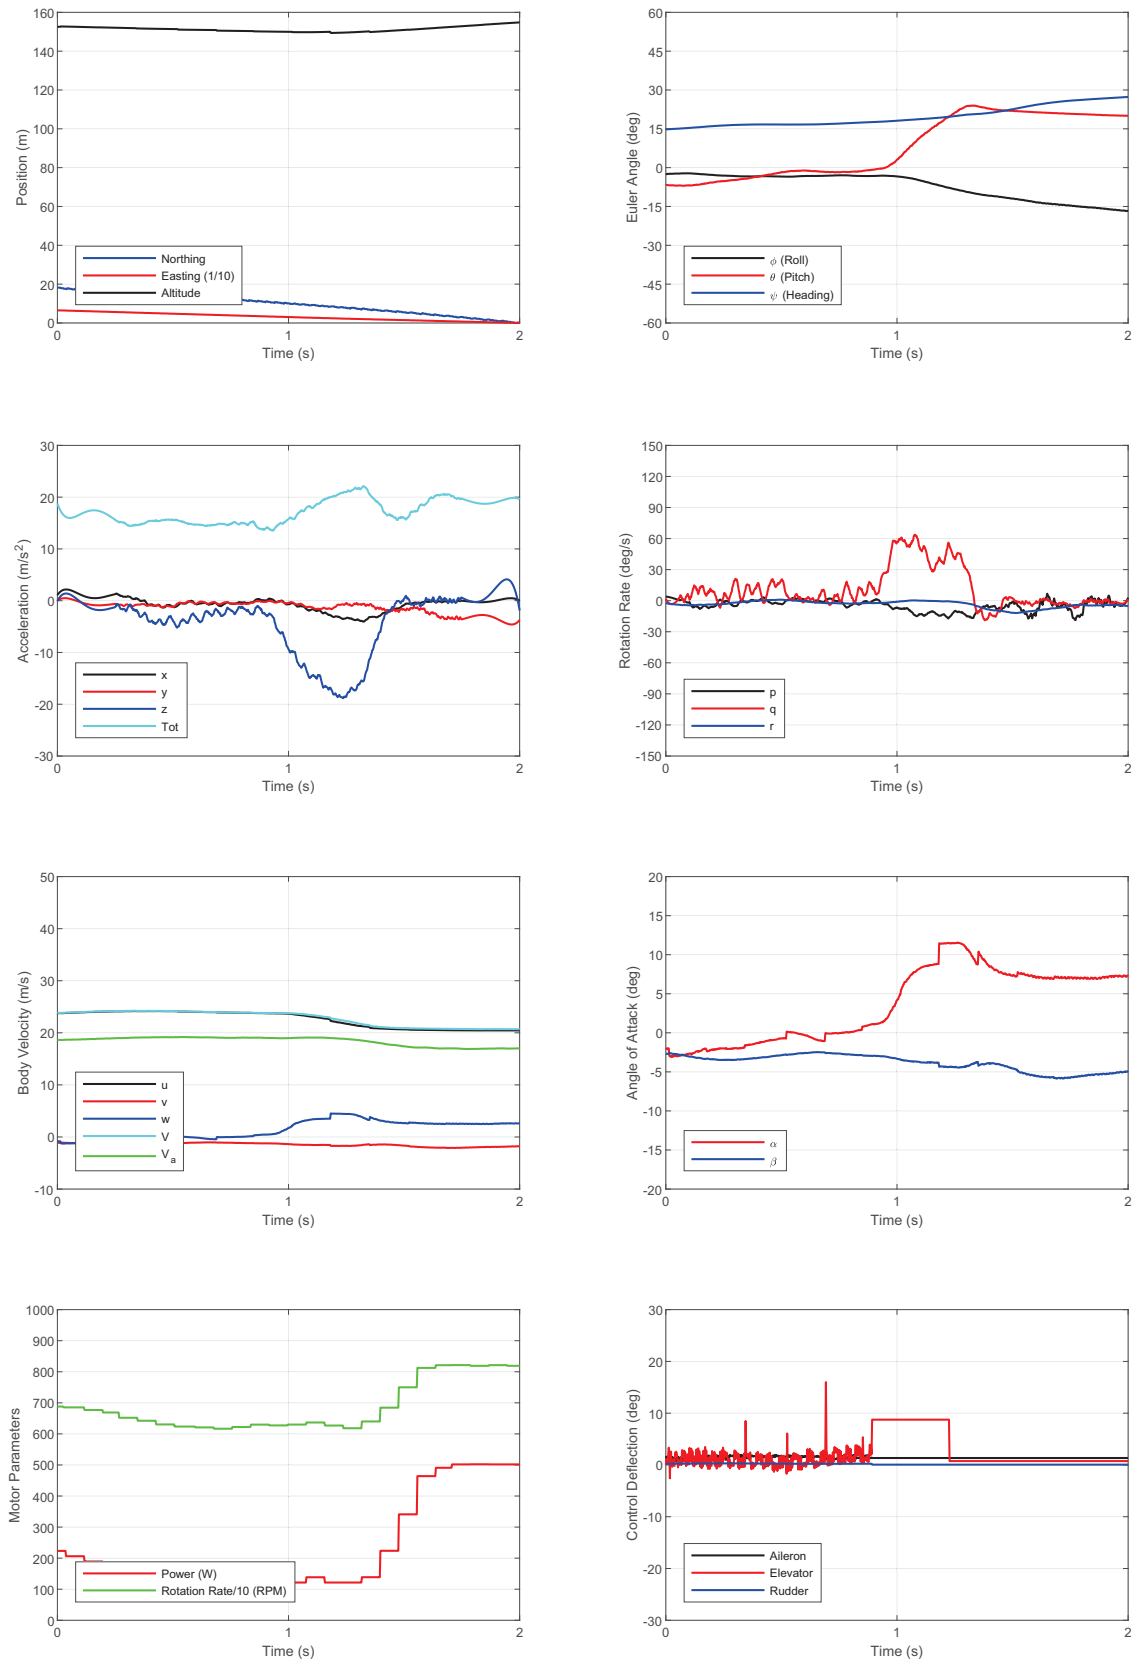 160
140
120
100
80
60
40
20
0
Position (m)
Northing
Easting (1/10)
Altitude
0 1 2
Time (s)
60
45
30
15
0
-15
-30
-45
-60
Euler Angle (deg)
ϕ (Roll)
θ (Pitch)
ψ (Heading)
0 1 2
Time (s)
30
20
10
0
-10
-20
-30
Acceleration (m/s²)
x
y
z
Tot
0 1 2
Time (s)
150
120
90
60
30
0
-30
-60
-90
-120
-150
Rotation Rate (deg/s)
p
q
r
0 1 2
Time (s)
50
40
30
20
10
0
-10
Body Velocity (m/s)
u
v
w
V
Vₐ
0 1 2
Time (s)
20
15
10
5
0
-5
-10
-15
-20
Angle of Attack (deg)
α
β
0 1 2
Time (s)
1000
900
800
700
600
500
400
300
200
100
0
Motor Parameters
Power (W)
Rotation Rate/10 (RPM)
0 1 2
Time (s)
30
20
10
0
-10
-20
-30
Control Deflection (deg)
Aileron
Elevator
Rudder
0 1 2
Time (s)